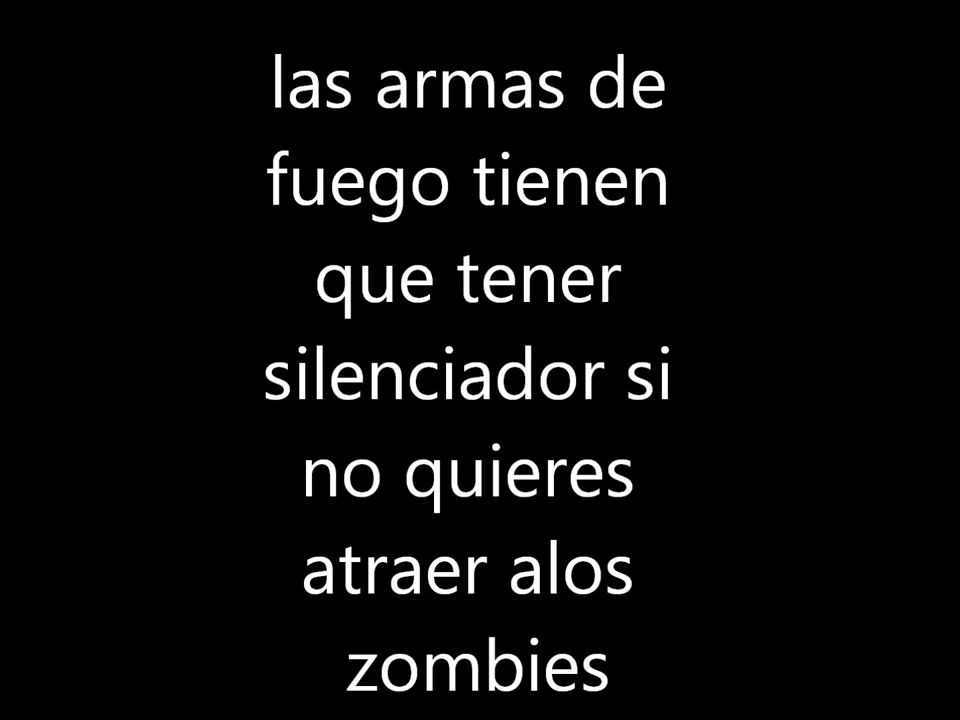 las armas de
fuego tienen
que tener
silenciador si
no quieres
atraer alos
zombies